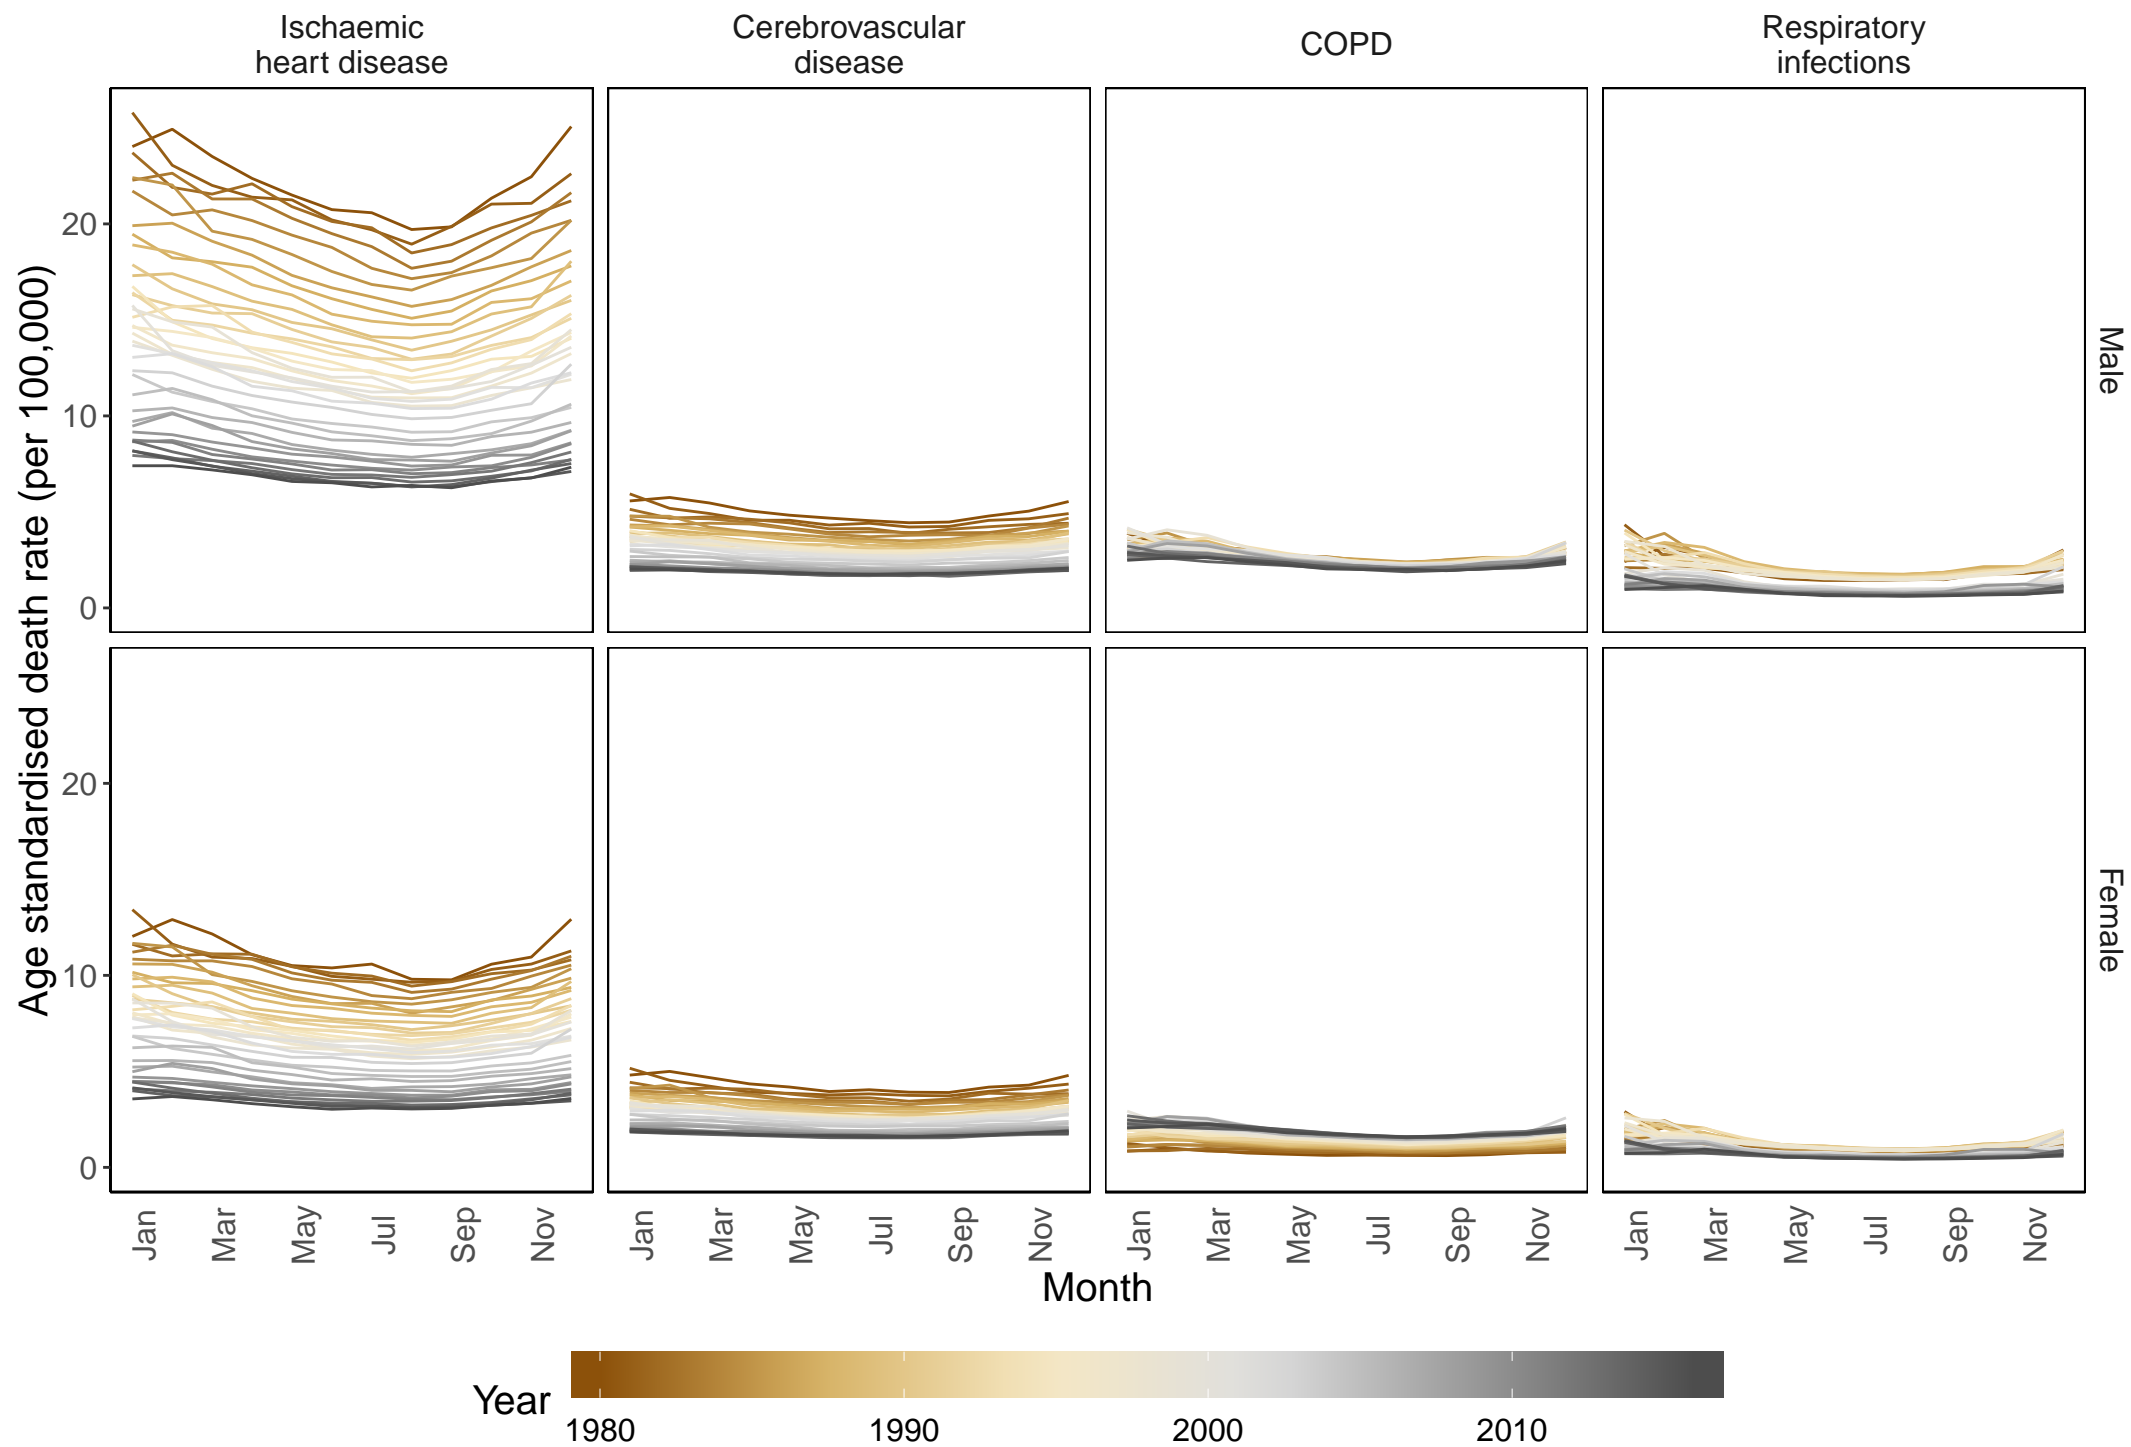 Ischaemic
heart disease
Cerebrovascular
disease
COPD
Respiratory
infections
Age standardised death rate (per 100,000)
20
10
0
Male
20
10
0
Female
Jan Mar May Jul Sep Nov
Jan Mar May Jul Sep Nov
Jan Mar May Jul Sep Nov
Jan Mar May Jul Sep Nov
Month
Year
1980 1990 2000 2010